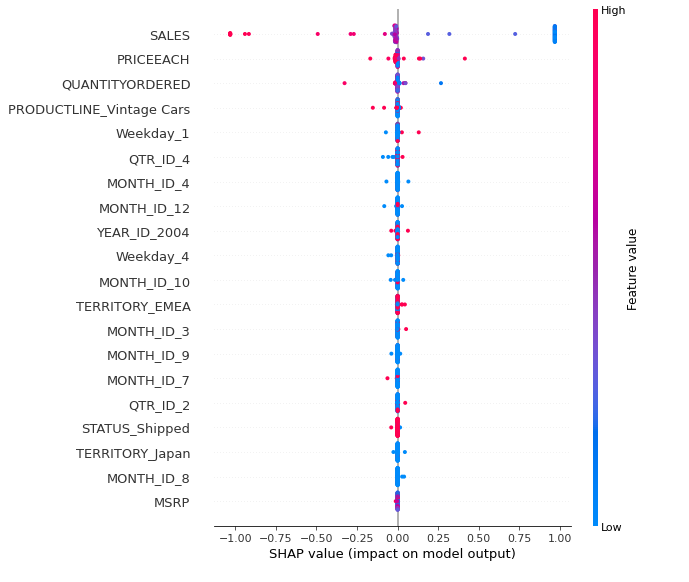 High
SALES
PRICEEACH
QUANTITYORDERED
PRODUCTLINE_Vintage Cars
Weekday_1
QTR_ID_4
MONTH_ID_4
MONTH_ID_12
YEAR_ID_2004
Weekday_4
MONTH_ID_10
TERRITORY_EMEA
MONTH_ID_3
MONTH_ID_9
MONTH_ID_7
QTR_ID_2
STATUS_Shipped
TERRITORY_Japan
MONTH_ID_8
MSRP
Feature value
Low
−1.00 −0.75 −0.50 −0.25 0.00 0.25 0.50 0.75 1.00
SHAP value (impact on model output)